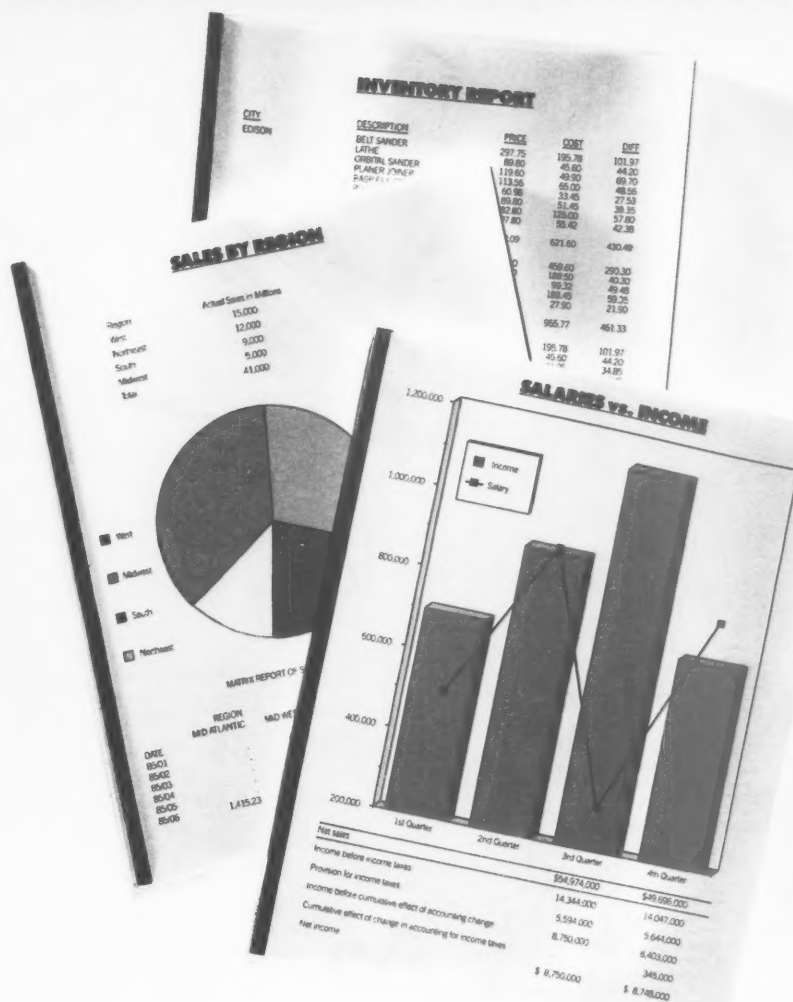 INVENTORY REPORT
CITY DESCRIPTION PRICE COST DIFF
EDISON BELT SANDER 297.75 195.78 101.97
LATHE 89.80 45.60 44.20
ORBITAL SANDER 119.60 49.90 69.70
PLANER JOINER 113.56 65.00 48.56
60.98 33.45 27.53
89.80 51.45 38.35
125.00 57.80
55.42 42.38
621.60 430.49
459.60 290.30
188.50 40.30
99.32 49.48
188.45 59.05
27.90 21.90
965.77 461.33
195.78 101.97
45.60 44.20
34.85
SALES BY REGION
Region Actual Sales in Millions
West 15,000
Northeast 12,000
South 9,000
Midwest 5,000
Total 41,000
West
Midwest
South
Northeast
MATRIX REPORT OF
REGION
MID ATLANTIC
DATE
85/01
85/02
85/03
85/04
85/05
85/06 1,415.23
SALARIES vs. INCOME
Income
Salary
1,200,000
1,000,000
800,000
600,000
400,000
200,000
1st Quarter 2nd Quarter 3rd Quarter 4th Quarter
Net sales $54,974,000 $49,696,000
Income before income taxes 14,344,000 14,047,000
Provision for income taxes 5,594,000 5,644,000
Income before cumulative effect of accounting change 8,750,000 8,403,000
Cumulative effect of change in accounting for income taxes 345,000
Net income $ 8,750,000 $ 8,748,000